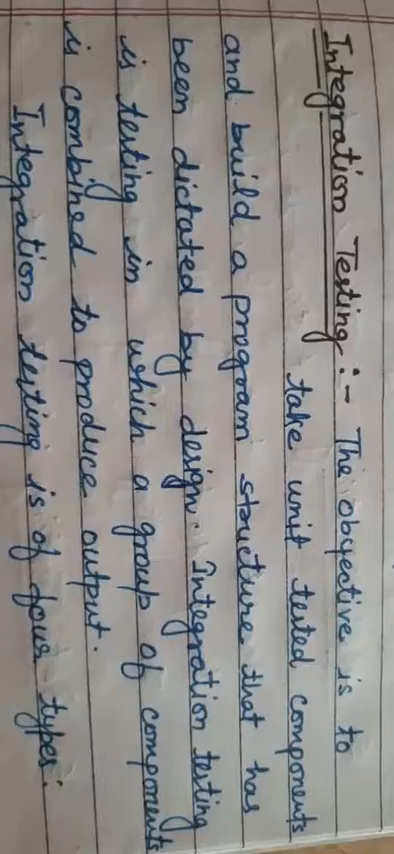 Integration Testing :- The objective is to
take unit tested components
and build a program structure that has
been dictated by design. Integration testing
is testing in which a group of components
is combined to produce output.
Integration testing is of four types: